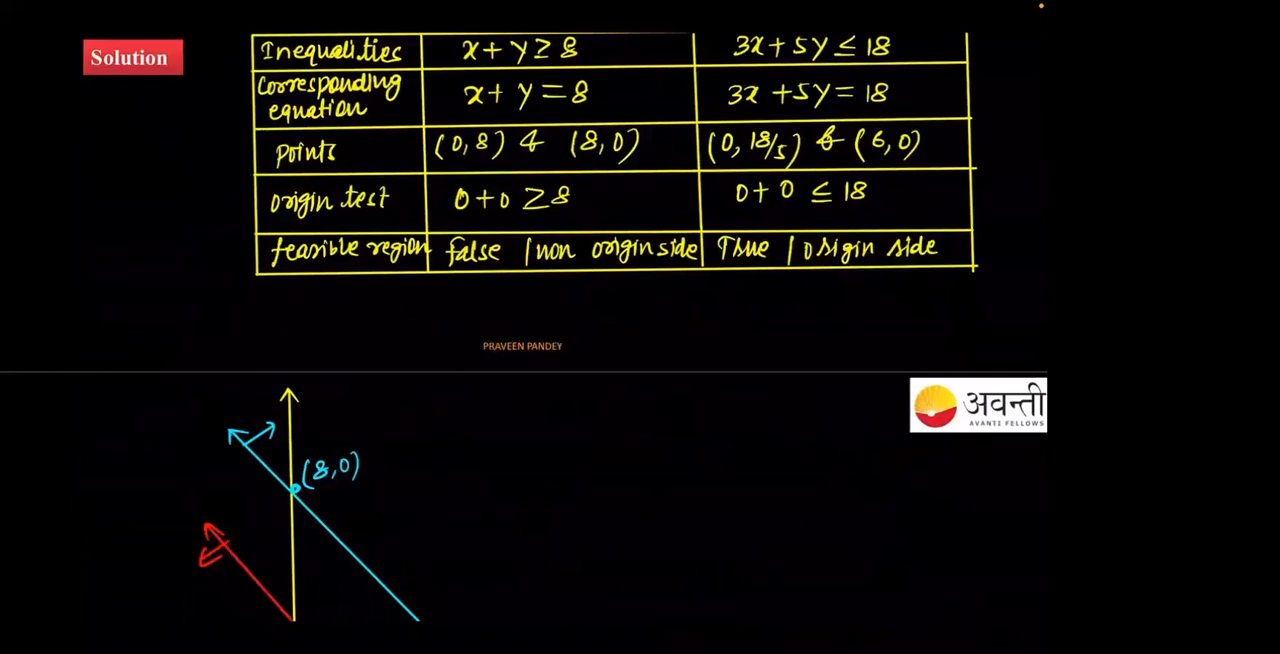 Solution
Inequalities x + y ≥ 8 3x + 5y ≤ 18
Corresponding equation x + y = 8 3x + 5y = 18
Points (0, 8) & (8, 0) (0, 18/5) & (6, 0)
Origin test 0 + 0 ≥ 8 0 + 0 ≤ 18
feasible region false / non origin side True / origin side
PRAVEEN PANDEY
अवन्ती
AVANTI FELLOWS
(8, 0)